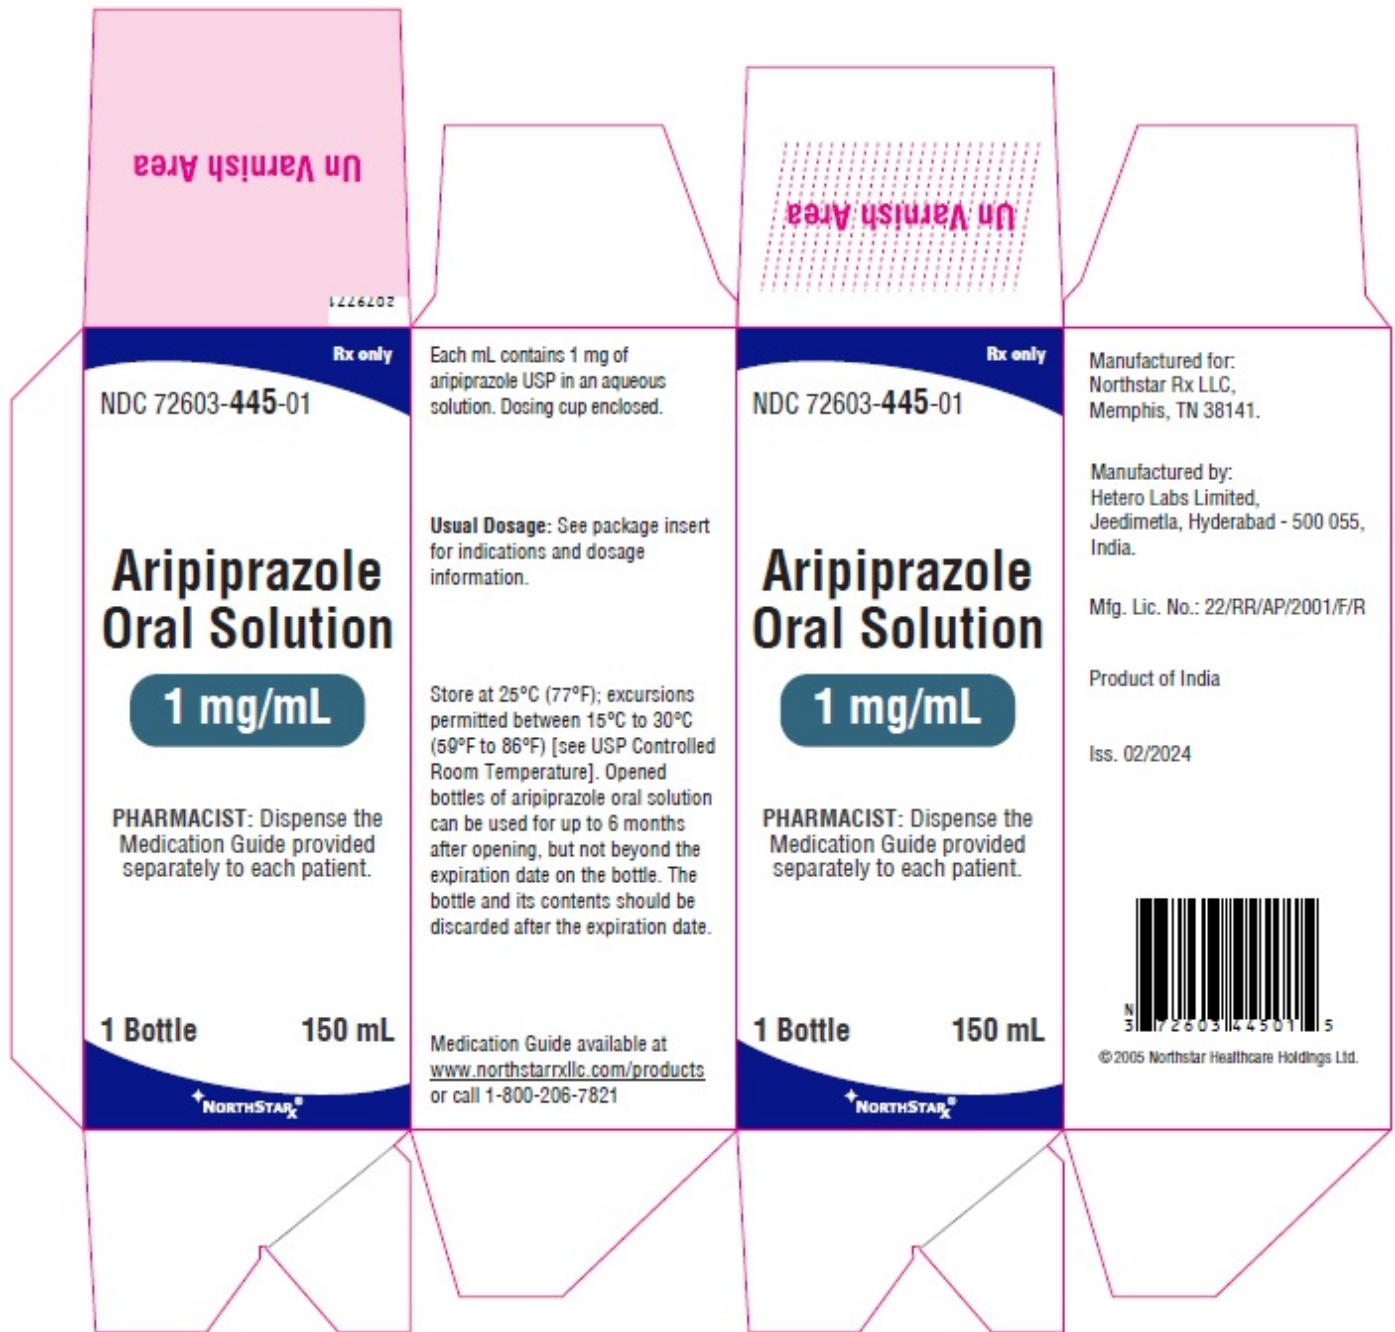 Un Varnish Area
2079771
Rx only
NDC 72603-445-01
Aripiprazole
Oral Solution
1 mg/mL
PHARMACIST: Dispense the
Medication Guide provided
separately to each patient.
1 Bottle 150 mL
NORTHSTARx®
Each mL contains 1 mg of
aripiprazole USP in an aqueous
solution. Dosing cup enclosed.
Usual Dosage: See package insert
for indications and dosage
information.
Store at 25°C (77°F); excursions
permitted between 15°C to 30°C
(59°F to 86°F) [see USP Controlled
Room Temperature]. Opened
bottles of aripiprazole oral solution
can be used for up to 6 months
after opening, but not beyond the
expiration date on the bottle. The
bottle and its contents should be
discarded after the expiration date.
Medication Guide available at
www.northstarrxllc.com/products
or call 1-800-206-7821
Un Varnish Area
Rx only
NDC 72603-445-01
Aripiprazole
Oral Solution
1 mg/mL
PHARMACIST: Dispense the
Medication Guide provided
separately to each patient.
1 Bottle 150 mL
NORTHSTARx®
Manufactured for:
Northstar Rx LLC,
Memphis, TN 38141.
Manufactured by:
Hetero Labs Limited,
Jeedimetla, Hyderabad - 500 055,
India.
Mfg. Lic. No.: 22/RR/AP/2001/F/R
Product of India
Iss. 02/2024
N
3 72603 44501 5
© 2005 Northstar Healthcare Holdings Ltd.